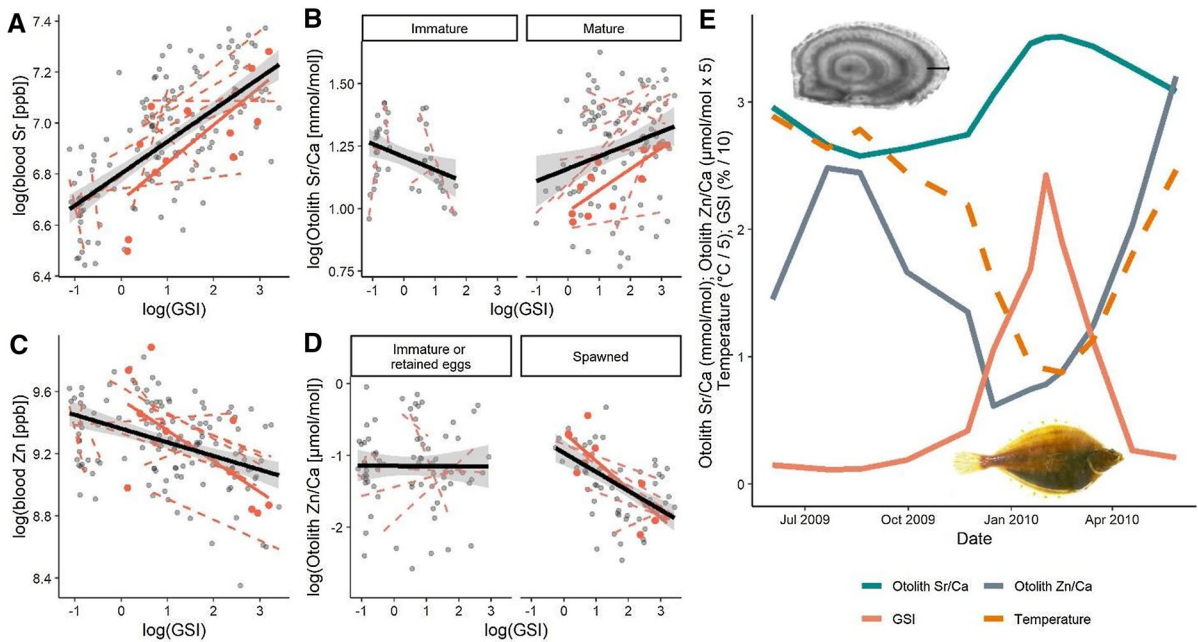 A
log(blood Sr [ppb])
7.4
7.2
7.0
6.8
6.6
6.4
-1 0 1 2 3
log(GSI)
B
Immature Mature
log(Otolith Sr/Ca [mmol/mol])
1.50
1.25
1.00
0.75
-1 0 1 2 3 -1 0 1 2 3
log(GSI)
C
log(blood Zn [ppb])
9.6
9.2
8.8
8.4
-1 0 1 2 3
log(GSI)
D
Immature or
retained eggs
Spawned
log(Otolith Zn/Ca [µmol/mol])
0
-1
-2
-1 0 1 2 3 -1 0 1 2 3
log(GSI)
E
Otolith Sr/Ca (mmol/mol); Otolith Zn/Ca (µmol/mol x 5)
Temperature (°C / 5); GSI (% / 10)
3
2
1
0
Jul 2009 Oct 2009 Jan 2010 Apr 2010
Date
Otolith Sr/Ca Otolith Zn/Ca
GSI Temperature